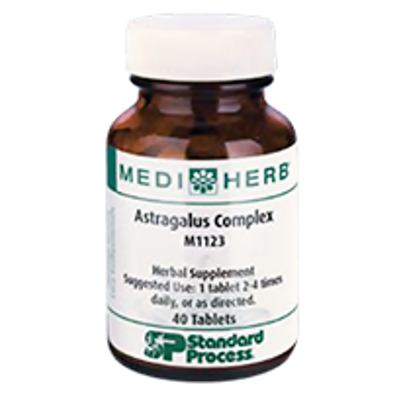 MEDI HERB®
Astragalus Complex
M1123
Herbal Supplement
Suggested Use: 1 tablet 2-4 times
daily, or as directed.
40 Tablets
SP Standard
Process